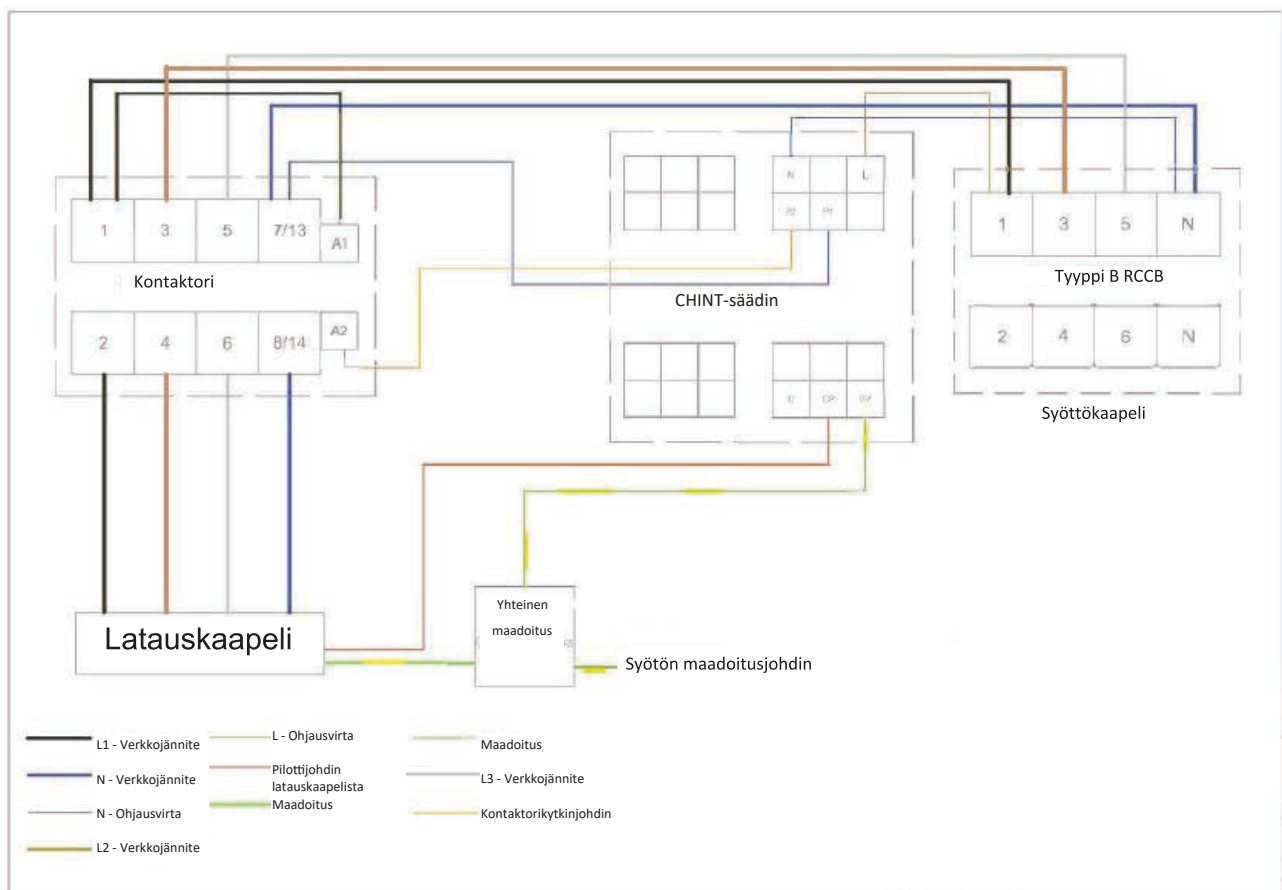 N
L
1
3
5
7/13
A1
P2
P1
1
3
5
N
Kontaktori
Tyyppi B RCCB
CHINT-säädin
2
4
6
8/14
A2
2
4
6
N
CP
Syöttökaapeli
Yhteinen
maadoitus
Latauskaapeli
Syötön maadoitusjohdin
L1 - Verkkojännite
N - Verkkojännite
N - Ohjausvirta
L2 - Verkkojännite
L - Ohjausvirta
Pilottijohdin
latauskaapelista
Maadoitus
Maadoitus
L3 - Verkkojännite
Kontaktorikytkinjohdin